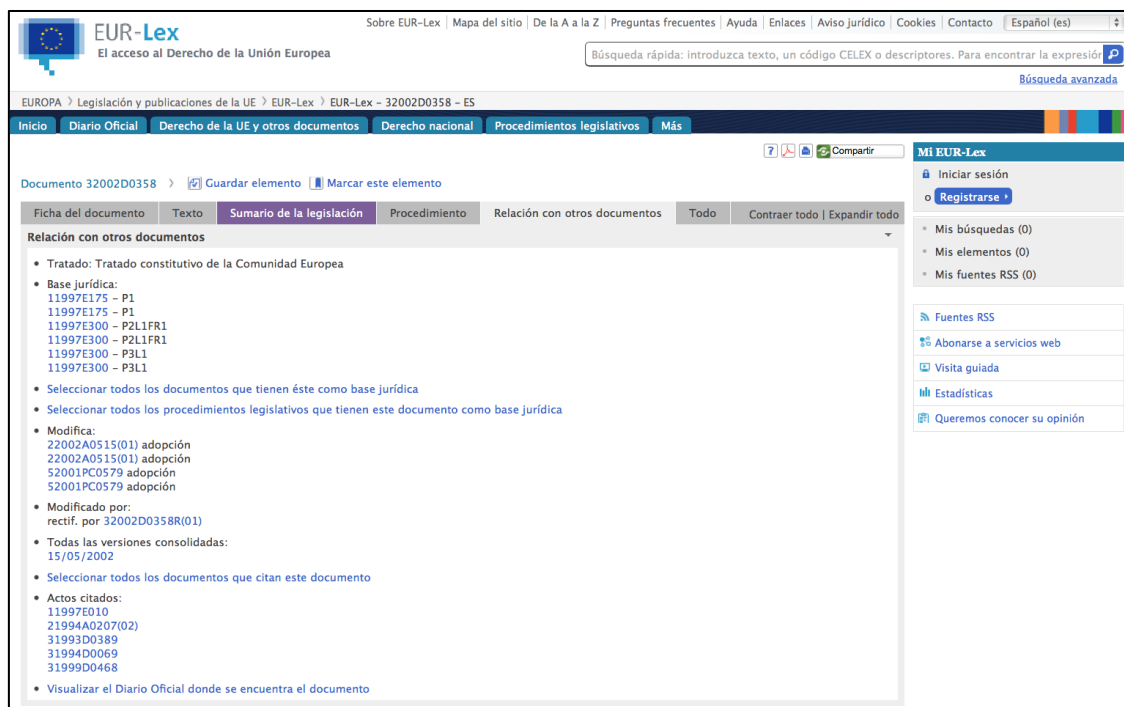 Sobre EUR-Lex | Mapa del sitio | De la A a la Z | Preguntas frecuentes | Ayuda | Enlaces | Aviso jurídico | Cookies | Contacto Español (es)
EUR-Lex
El acceso al Derecho de la Unión Europea
Búsqueda rápida: introduzca texto, un código CELEX o descriptores. Para encontrar la expresiór
Búsqueda avanzada
EUROPA > Legislación y publicaciones de la UE > EUR-Lex > EUR-Lex - 32002D0358 - ES
Inicio Diario Oficial Derecho de la UE y otros documentos Derecho nacional Procedimientos legislativos Más
? Compartir
Documento 32002D0358 > Guardar elemento Marcar este elemento
Ficha del documento Texto Sumario de la legislación Procedimiento Relación con otros documentos Todo Contraer todo | Expandir todo
Relación con otros documentos
• Tratado: Tratado constitutivo de la Comunidad Europea
• Base jurídica:
11997E175 - P1
11997E175 - P1
11997E300 - P2L1FR1
11997E300 - P2L1FR1
11997E300 - P3L1
11997E300 - P3L1
• Seleccionar todos los documentos que tienen éste como base jurídica
• Seleccionar todos los procedimientos legislativos que tienen este documento como base jurídica
• Modifica:
22002A0515(01) adopción
22002A0515(01) adopción
52001PC0579 adopción
52001PC0579 adopción
• Modificado por:
rectif. por 32002D0358R(01)
• Todas las versiones consolidadas:
15/05/2002
• Seleccionar todos los documentos que citan este documento
• Actos citados:
11997E010
21994A0207(02)
31993D0389
31994D0069
31999D0468
• Visualizar el Diario Oficial donde se encuentra el documento
Mi EUR-Lex
Iniciar sesión
o Registrarse
Mis búsquedas (0)
Mis elementos (0)
Mis fuentes RSS (0)
Fuentes RSS
Abonarse a servicios web
Visita guiada
Estadísticas
Queremos conocer su opinión